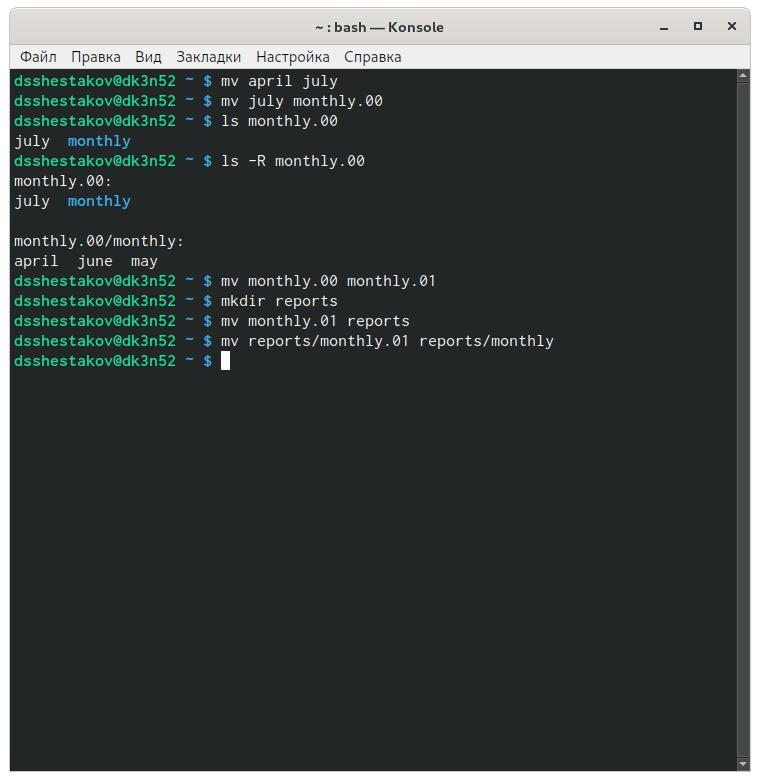 ~ : bash — Konsole
Файл Правка Вид Закладки Настройка Справка
dsshestakov@dk3n52 ~ $ mv april july
dsshestakov@dk3n52 ~ $ mv july monthly.00
dsshestakov@dk3n52 ~ $ ls monthly.00
july  monthly
dsshestakov@dk3n52 ~ $ ls -R monthly.00
monthly.00:
july  monthly
monthly.00/monthly:
april  june  may
dsshestakov@dk3n52 ~ $ mv monthly.00 monthly.01
dsshestakov@dk3n52 ~ $ mkdir reports
dsshestakov@dk3n52 ~ $ mv monthly.01 reports
dsshestakov@dk3n52 ~ $ mv reports/monthly.01 reports/monthly
dsshestakov@dk3n52 ~ $